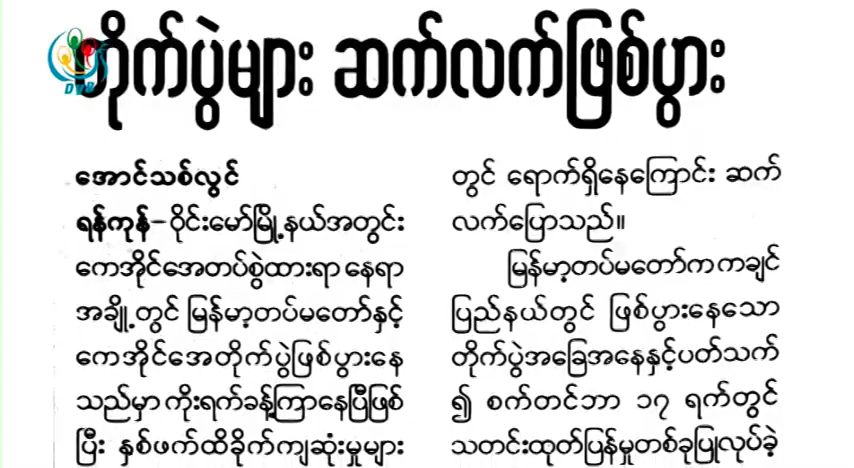 တိုက်ပွဲများ ဆက်လက်ဖြစ်ပွား
DVB
အောင်သစ်လွင်
ရန်ကုန်–ဝိုင်းမော်မြို့နယ်အတွင်း
ကေအိုင်အေတပ်စွဲထားရာ နေရာ
အချို့တွင် မြန်မာ့တပ်မတော်နှင့်
ကေအိုင်အေတိုက်ပွဲဖြစ်ပွားနေ
သည်မှာ ကိုးရက်ခန့်ကြာနေပြီဖြစ်
ပြီး နှစ်ဖက်ထိခိုက်ကျဆုံးမှုများ
တွင် ရောက်ရှိနေကြောင်း ဆက်
လက်ပြောသည်။
မြန်မာ့တပ်မတော်ကကချင်
ပြည်နယ်တွင် ဖြစ်ပွားနေသော
တိုက်ပွဲအခြေအနေနှင့်ပတ်သက်
၍ စက်တင်ဘာ ၁၇ ရက်တွင်
သတင်းထုတ်ပြန်မှုတစ်ခုပြုလုပ်ခဲ့